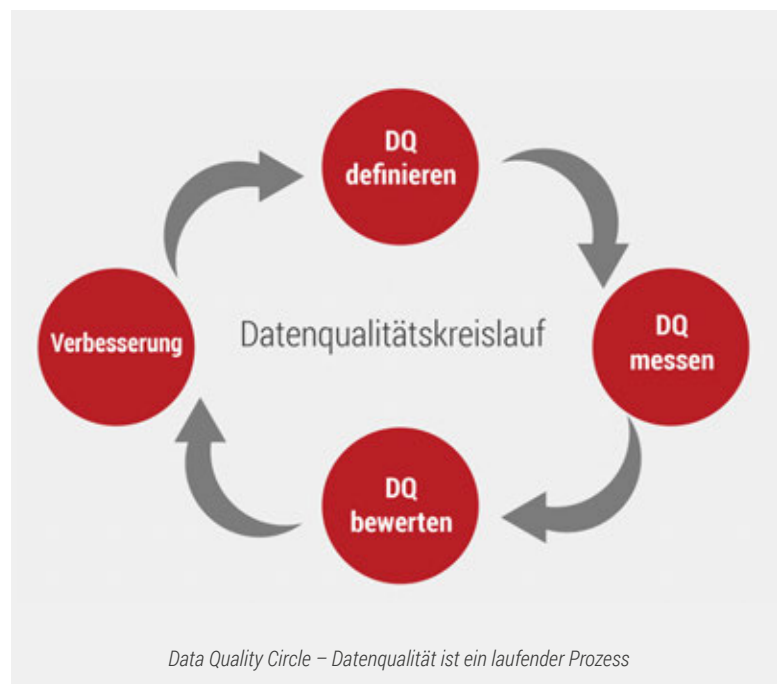 DQ
definieren
Verbesserung
Datenqualitätskreislauf
DQ
messen
DQ
bewerten
Data Quality Circle – Datenqualität ist ein laufender Prozess